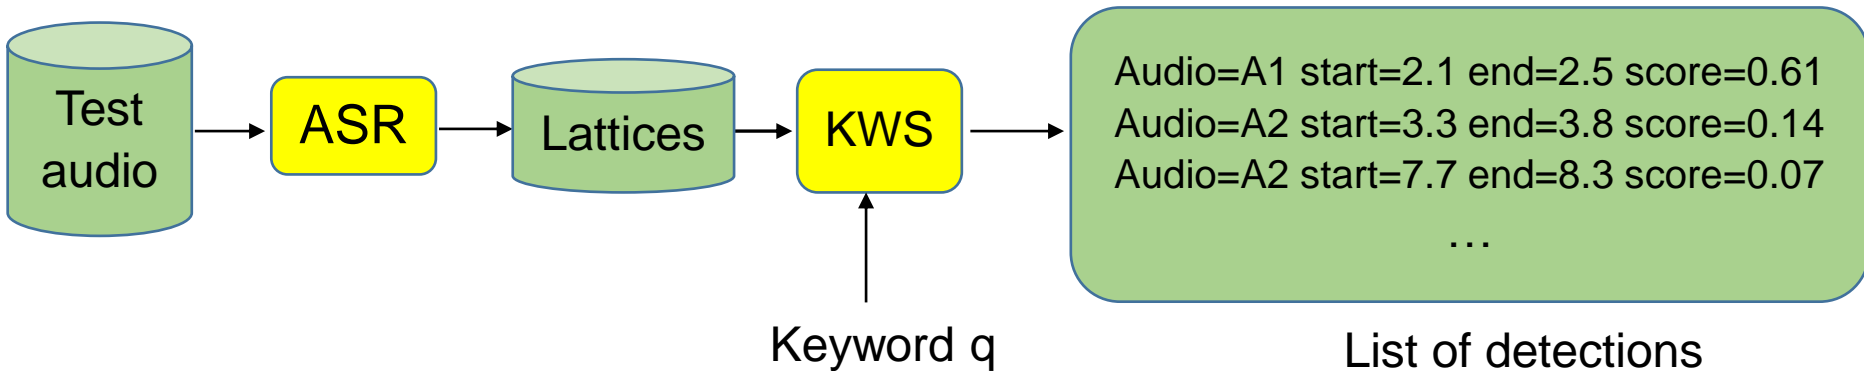 Test
audio
ASR
Lattices
KWS
Keyword q
Audio=A1 start=2.1 end=2.5 score=0.61
Audio=A2 start=3.3 end=3.8 score=0.14
Audio=A2 start=7.7 end=8.3 score=0.07
…
List of detections